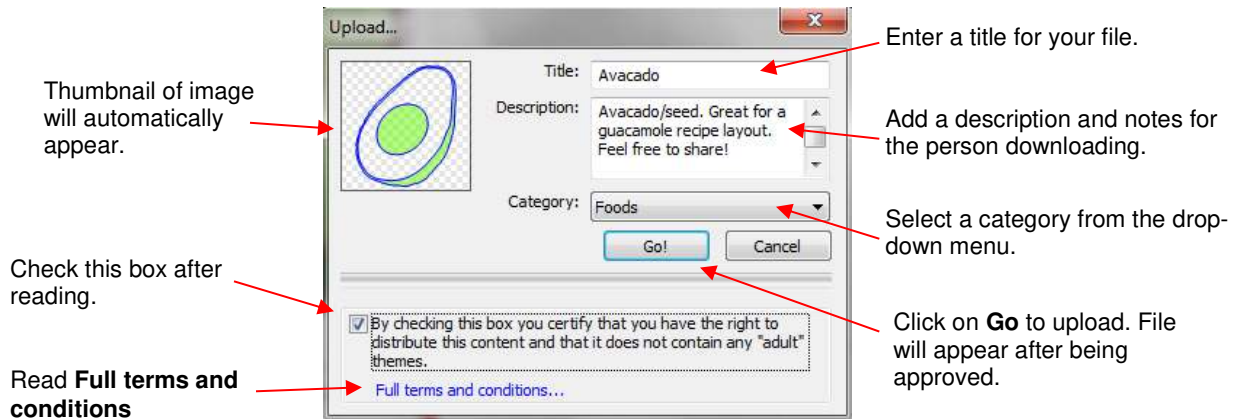 Upload...
Enter a title for your file.
Title:
Avacado
Thumbnail of image
will automatically
appear.
Description:
Avacado/seed. Great for a
guacamole recipe layout.
Feel free to share!
Add a description and notes for
the person downloading.
Category:
Foods
Select a category from the drop-
down menu.
Go!
Cancel
Check this box after
reading.
By checking this box you certify that you have the right to
distribute this content and that it does not contain any "adult"
themes.
Click on Go to upload. File
will appear after being
approved.
Read Full terms and
conditions
Full terms and conditions...